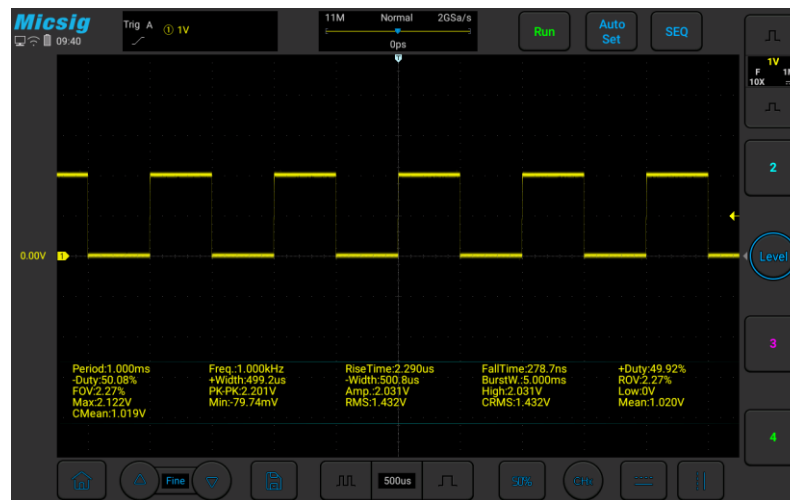 Micsig
09:40
Trig A ① 1V
11M Normal 2GSa/s
0ps
Run
Auto Set
SEQ
T
1V
F
10X
2
0.00V
1
Level
3
4
Period:1.000ms Freq.:1.000kHz RiseTime:2.290us FallTime:278.7ns +Duty:49.92%
-Duty:50.08% +Width:499.2us -Width:500.8us BurstW.:5.000ms ROV:2.27%
FOV:2.27% PK-PK:2.201V Amp.:2.031V High:2.031V Low:0V
Max:2.122V Min:-79.74mV RMS:1.432V CRMS:1.432V Mean:1.020V
CMean:1.019V
Fine
500us
50%